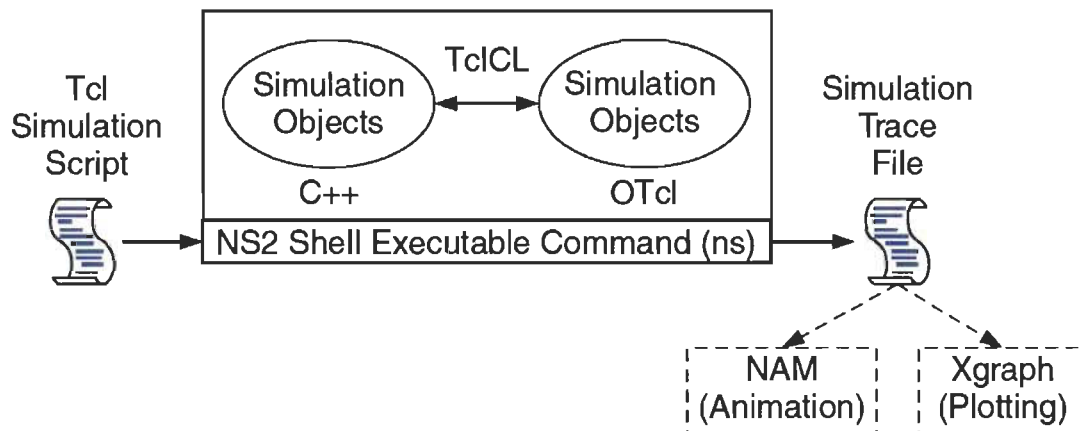 Tcl
Simulation
Script
TclCL
Simulation
Objects
Simulation
Objects
C++
OTcl
NS2 Shell Executable Command (ns)
Simulation
Trace
File
NAM
(Animation)
Xgraph
(Plotting)